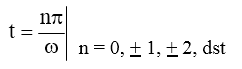 t = nπ/ω | n = 0, ± 1, ± 2, dst